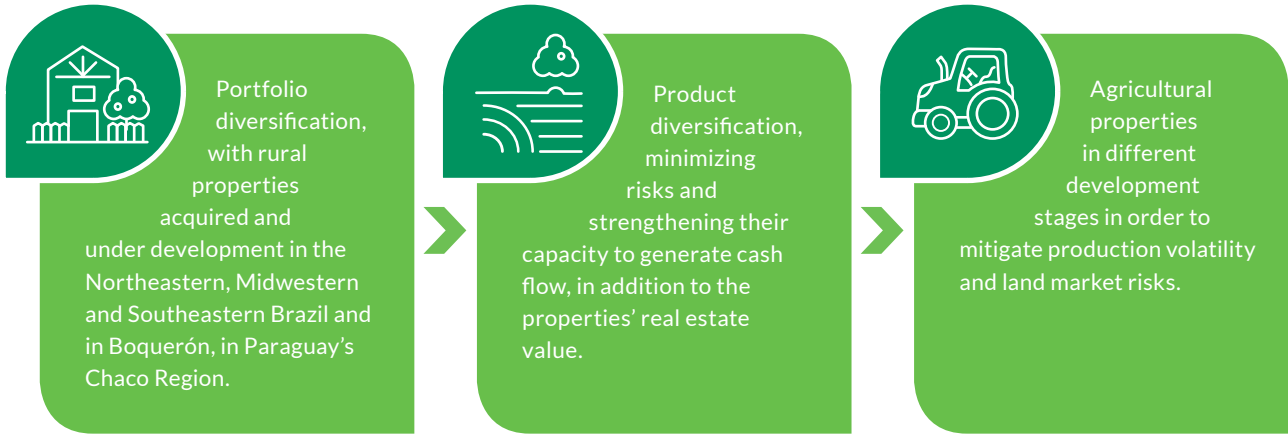 Portfolio
diversification,
with rural
properties
acquired and
under development in the
Northeastern, Midwestern
and Southeastern Brazil and
in Boquerón, in Paraguay’s
Chaco Region.
Product
diversification,
minimizing
risks and
strengthening their
capacity to generate cash
flow, in addition to the
properties’ real estate
value.
Agricultural
properties
in different
development
stages in order to
mitigate production volatility
and land market risks.